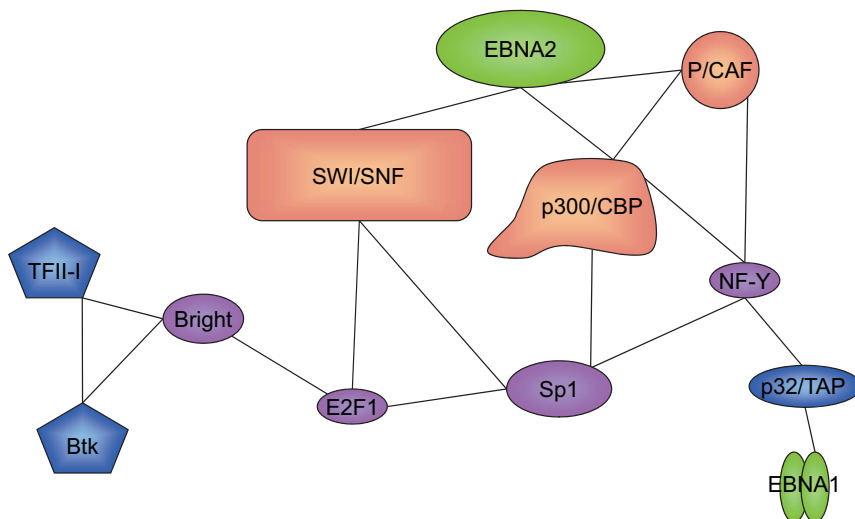 EBNA2
P/CAF
SWI/SNF
p300/CBP
TFII-I
NF-Y
Bright
p32/TAP
Sp1
E2F1
Btk
EBNA1